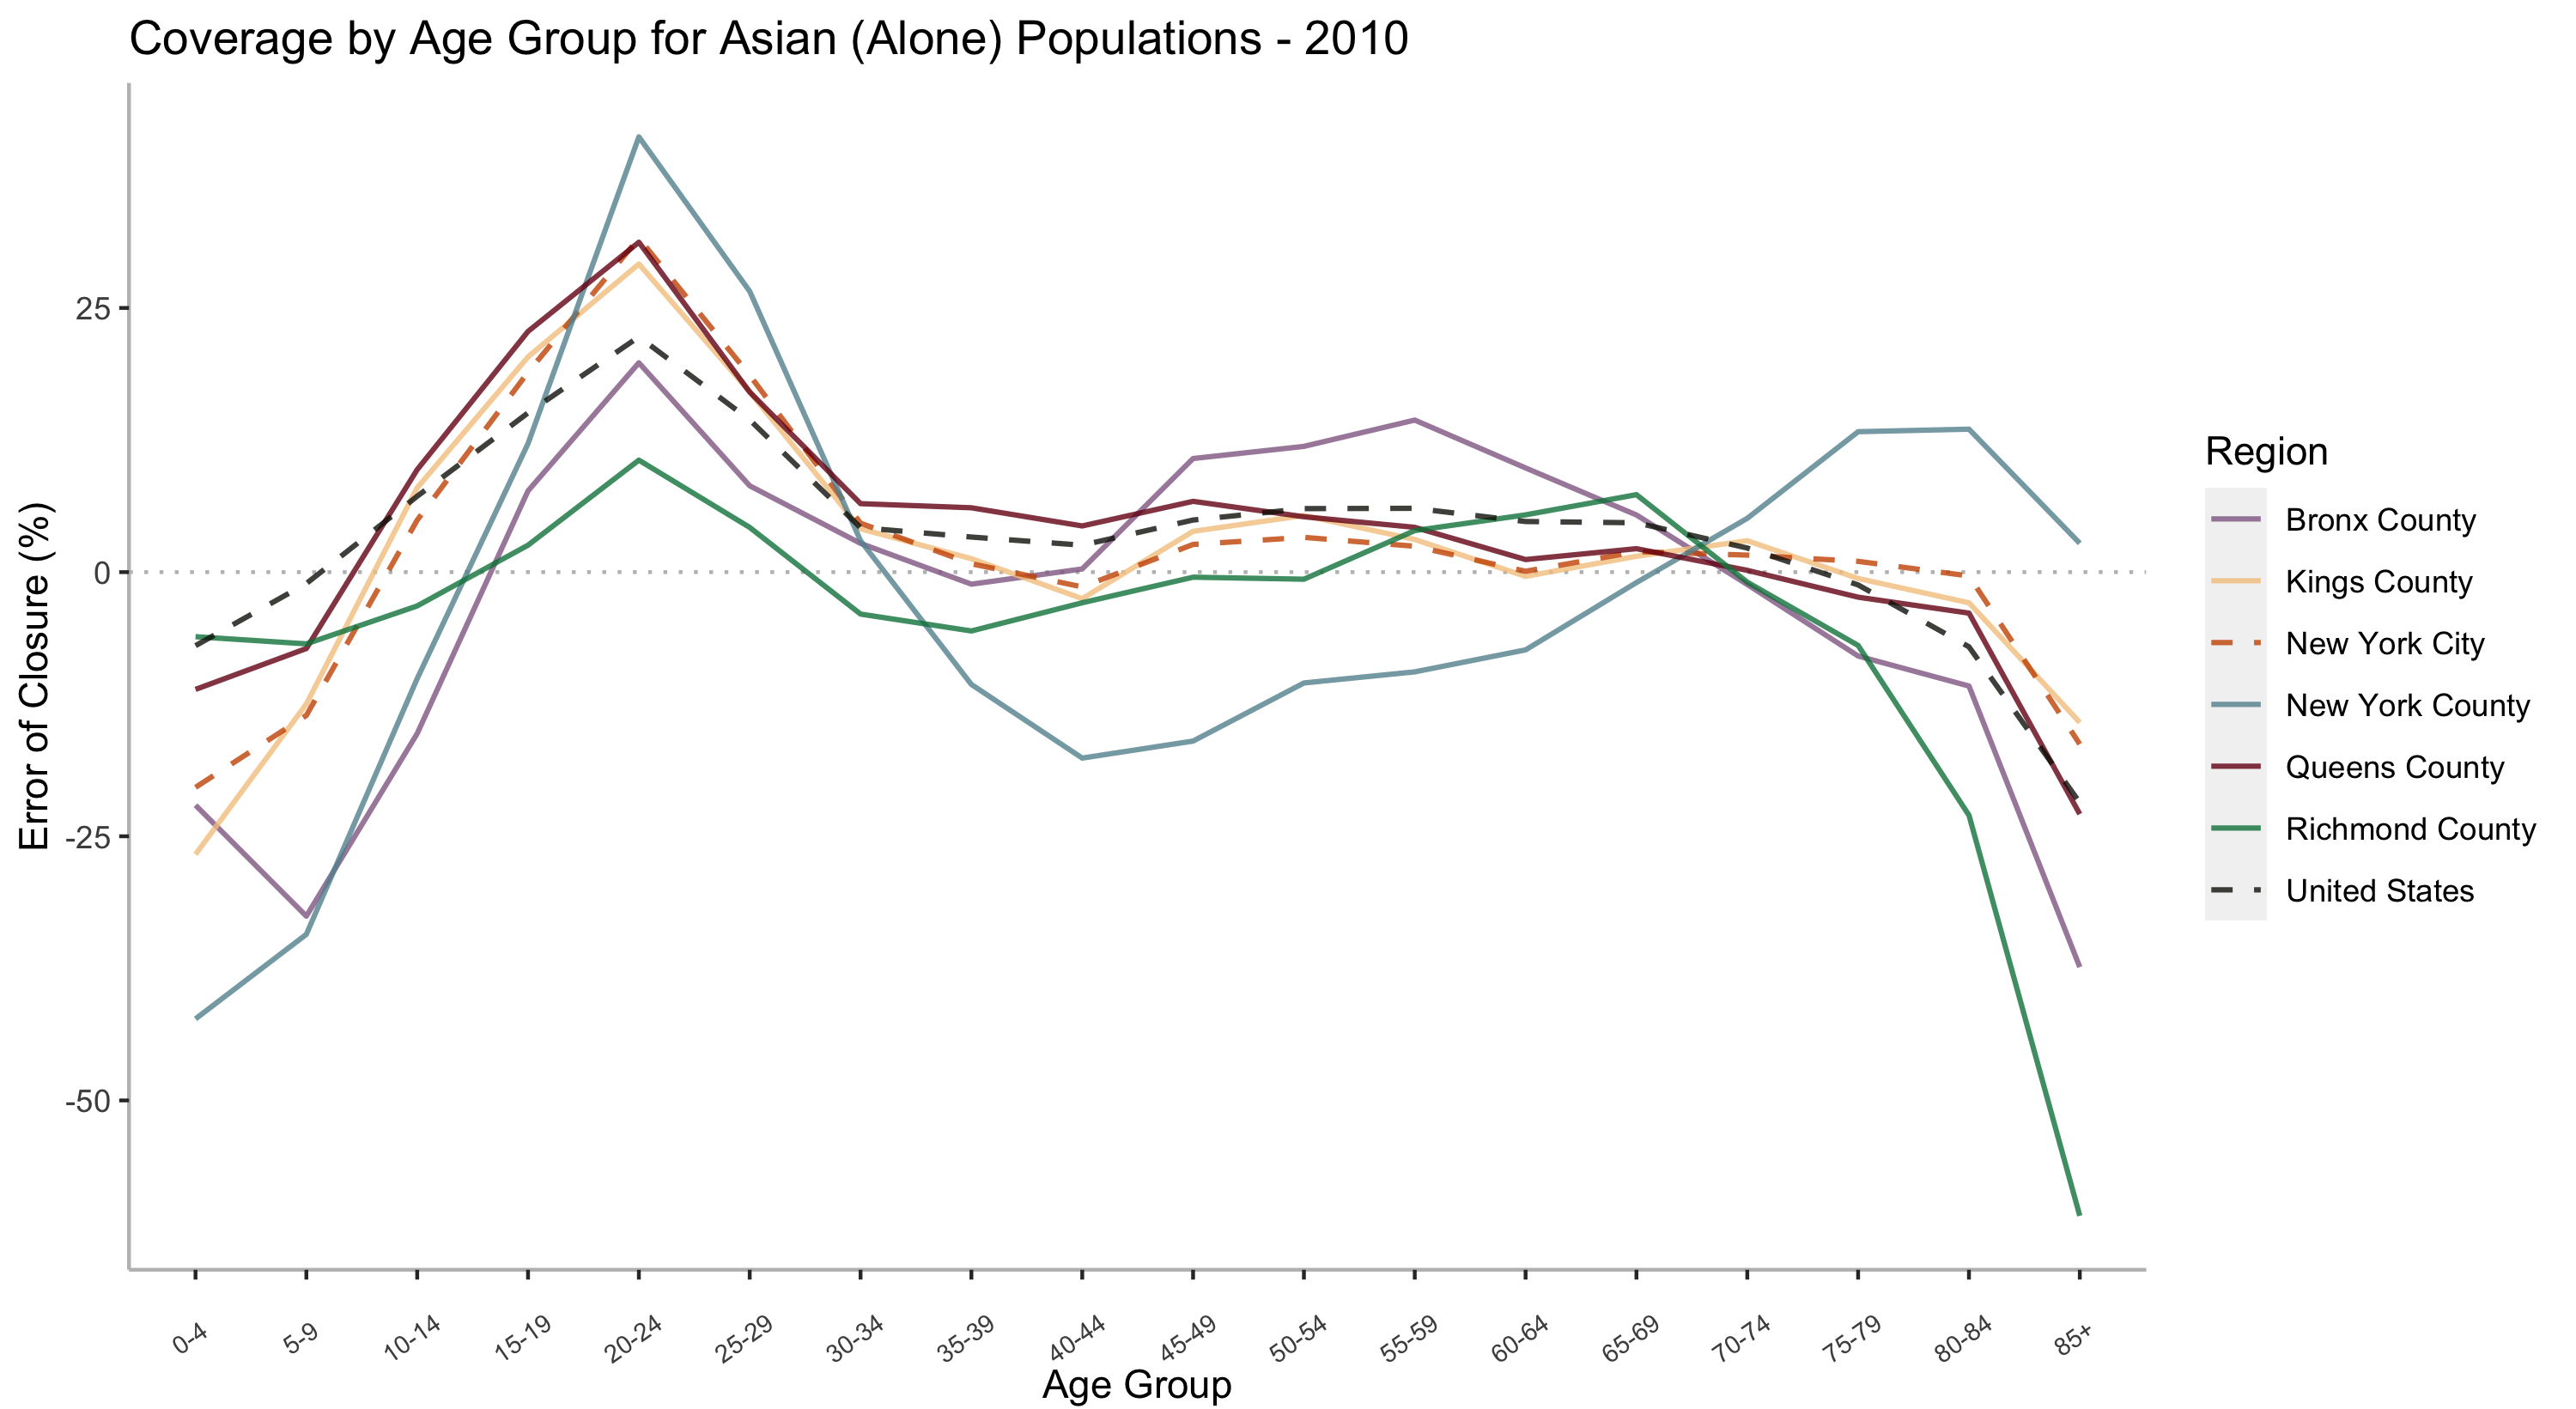 Coverage by Age Group for Asian (Alone) Populations - 2010
Error of Closure (%)
25
0
-25
-50
0-4
5-9
10-14
15-19
20-24
25-29
30-34
35-39
40-44
45-49
50-54
55-59
60-64
65-69
70-74
75-79
80-84
85+
Age Group
Region
Bronx County
Kings County
New York City
New York County
Queens County
Richmond County
United States